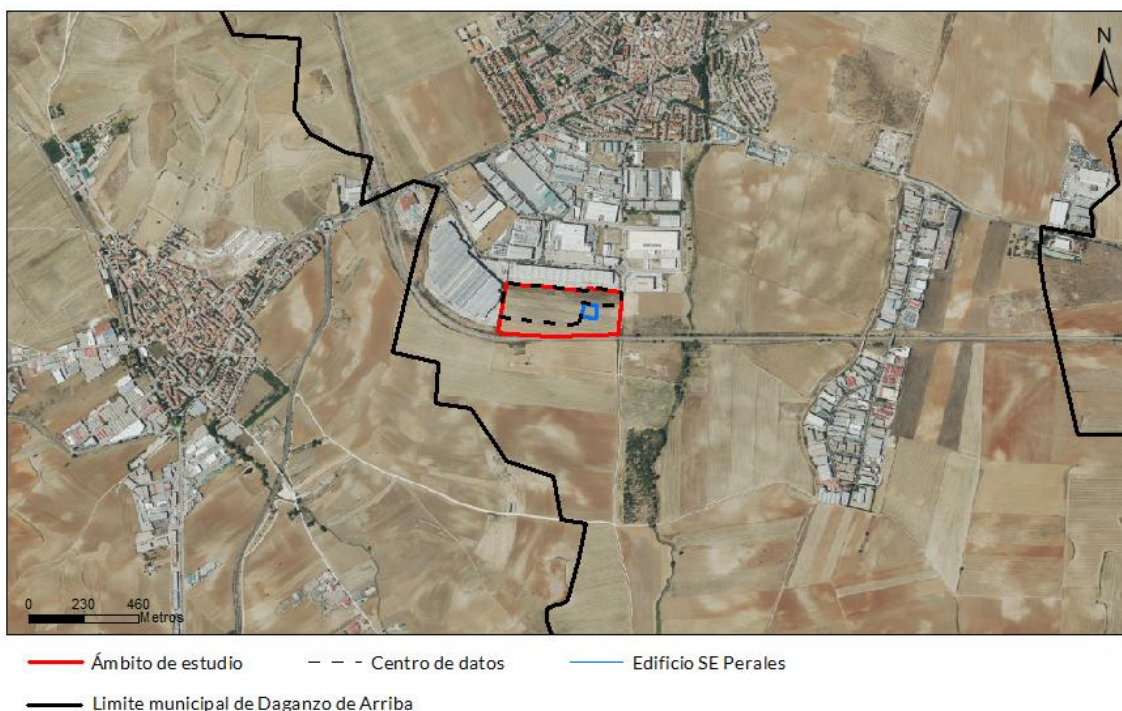 N
0 230 460
Metros
Ámbito de estudio
Centro de datos
Edificio SE Perales
Limite municipal de Daganzo de Arriba